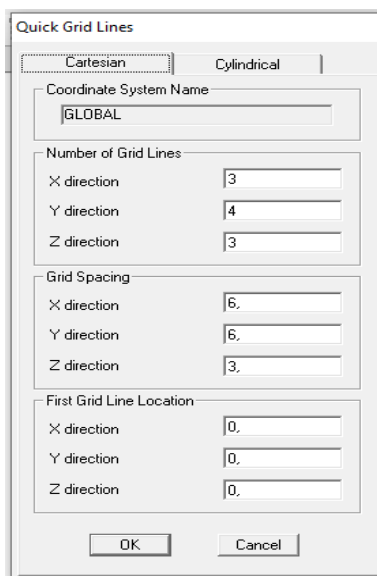 Quick Grid Lines
Cartesian Cylindrical
Coordinate System Name
GLOBAL
Number of Grid Lines
X direction 3
Y direction 4
Z direction 3
Grid Spacing
X direction 6,
Y direction 6,
Z direction 3,
First Grid Line Location
X direction 0,
Y direction 0,
Z direction 0,
OK Cancel